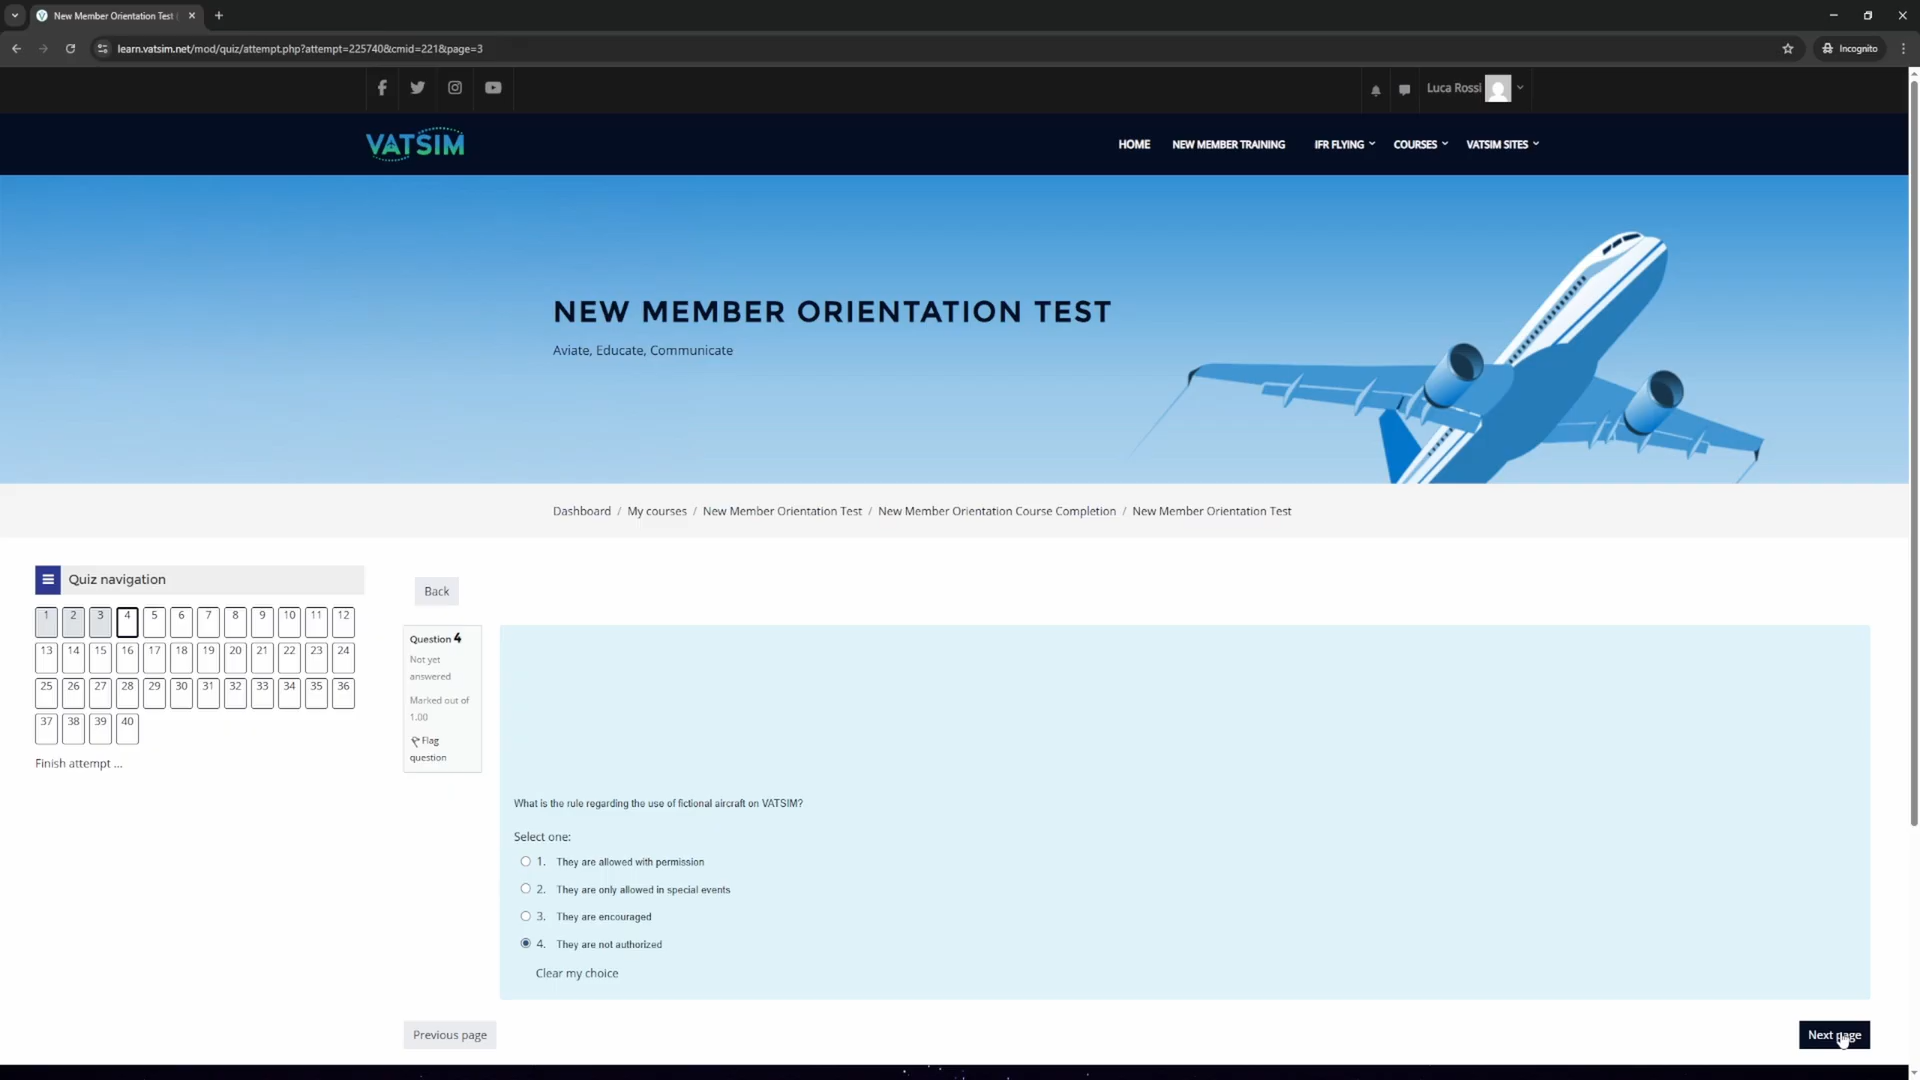 New Member Orientation Test (
learn.vatsim.net/mod/quiz/attempt.php?attempt=225740&cmid=221&page=3
Incognito
Luca Rossi
VATSIM
HOME
NEW MEMBER TRAINING
IFR FLYING
COURSES
VATSIM SITES
NEW MEMBER ORIENTATION TEST
Aviate, Educate, Communicate
Dashboard / My courses / New Member Orientation Test / New Member Orientation Course Completion / New Member Orientation Test
Quiz navigation
1 2 3 4 5 6 7 8 9 10 11 12
13 14 15 16 17 18 19 20 21 22 23 24
25 26 27 28 29 30 31 32 33 34 35 36
37 38 39 40
Finish attempt ...
Back
Question 4
Not yet
answered
Marked out of
1.00
Flag
question
What is the rule regarding the use of fictional aircraft on VATSIM?
Select one:
1. They are allowed with permission
2. They are only allowed in special events
3. They are encouraged
4. They are not authorized
Clear my choice
Previous page
Next page